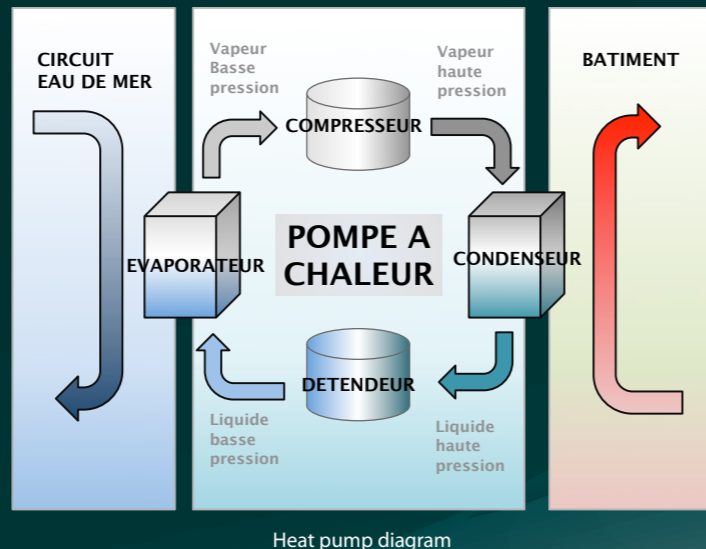 CIRCUIT
EAU DE MER
Vapeur
Basse
pression
Vapeur
haute
pression
BATIMENT
COMPRESSEUR
EVAPORATEUR
POMPE A
CHALEUR
CONDENSEUR
DETENDEUR
Liquide
basse
pression
Liquide
haute
pression
Heat pump diagram